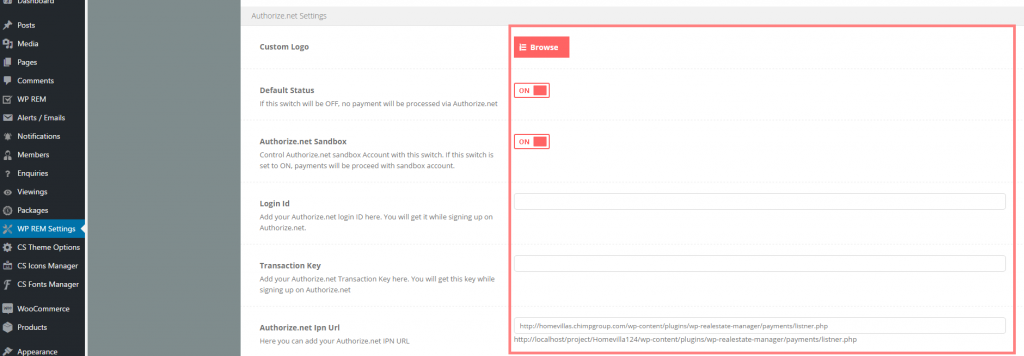 Dashboard
Posts
Media
Pages
Comments
WP REM
Alerts / Emails
Notifications
Members
Enquiries
Viewings
Packages
WP REM Settings
CS Theme Options
CS Icons Manager
CS Fonts Manager
WooCommerce
Products
Appearance
Authorize.net Settings
Custom Logo
Browse
Default Status
If this switch will be OFF, no payment will be processed via Authorize.net
ON
Authorize.net Sandbox
Control Authorize.net sandbox Account with this switch. If this switch is
set to ON, payments will be proceed with sandbox account.
ON
Login Id
Add your Authorize.net login ID here. You will get it while signing up on
Authorize.net.
Transaction Key
Add your Authorize.net Transaction Key here. You will get this key while
signing up on Authorize.net
Authorize.net Ipn Url
Here you can add your Authorize.net IPN URL
http://homevillas.chimpgroup.com/wp-content/plugins/wp-realestate-manager/payments/listner.php
http://localhost/project/Homevilla124/wp-content/plugins/wp-realestate-manager/payments/listner.php